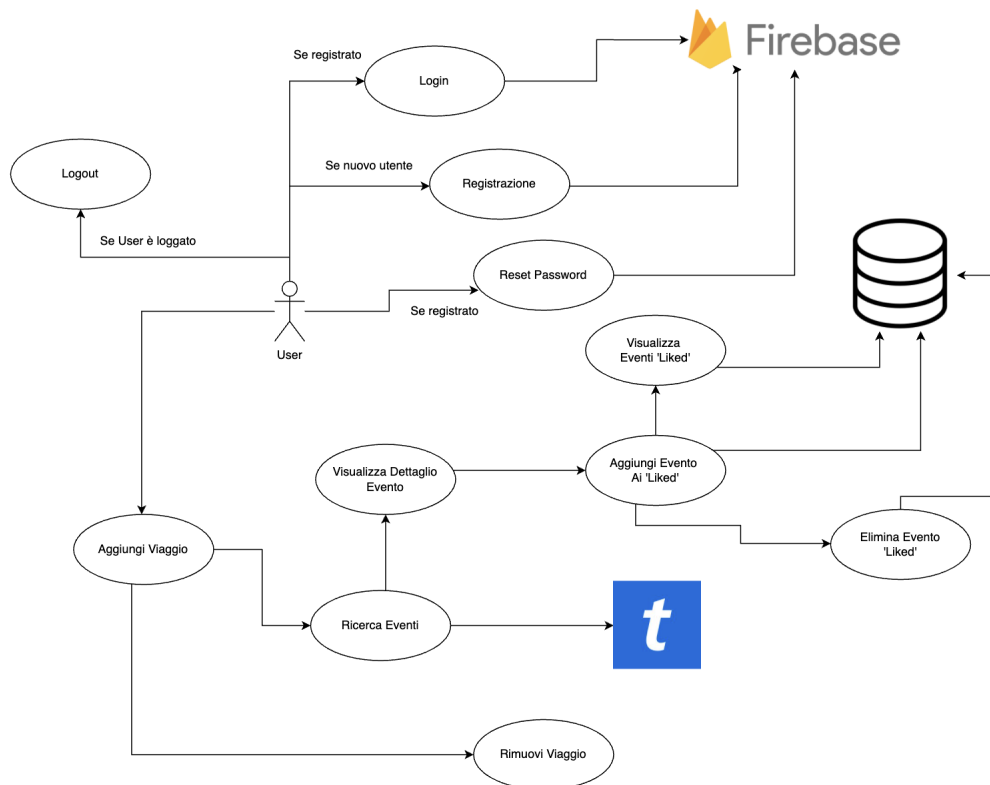 Firebase
Se registrato
Login
Se nuovo utente
Logout
Registrazione
Se User è loggato
Reset Password
Se registrato
User
Visualizza
Eventi 'Liked'
Visualizza Dettaglio
Evento
Aggiungi Evento
Ai 'Liked'
Aggiungi Viaggio
Elimina Evento
'Liked'
Ricerca Eventi
t
Rimuovi Viaggio